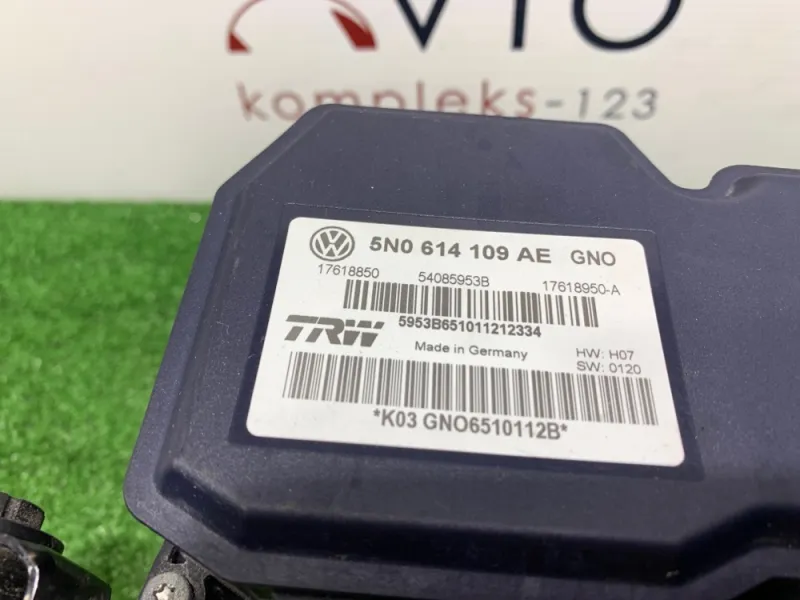 VTO
kompleks-123
5N0 614 109 AE GNO
17618850 54085953B 17618950-A
5953B651011212334
TRW
Made in Germany
HW: H07
SW: 0120
*K03 GNO6510112B*